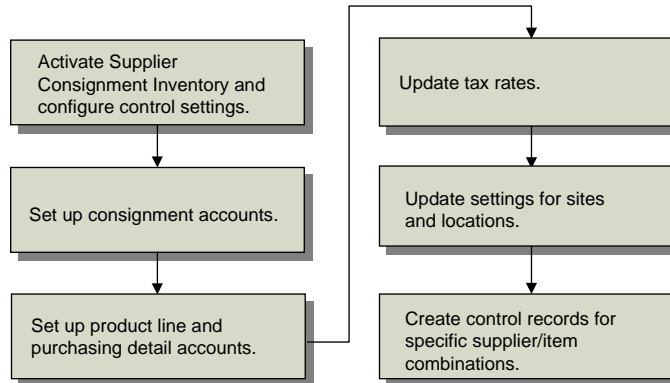 Activate Supplier
Consignment Inventory and
configure control settings.
Set up consignment accounts.
Set up product line and
purchasing detail accounts.
Update tax rates.
Update settings for sites
and locations.
Create control records for
specific supplier/item
combinations.